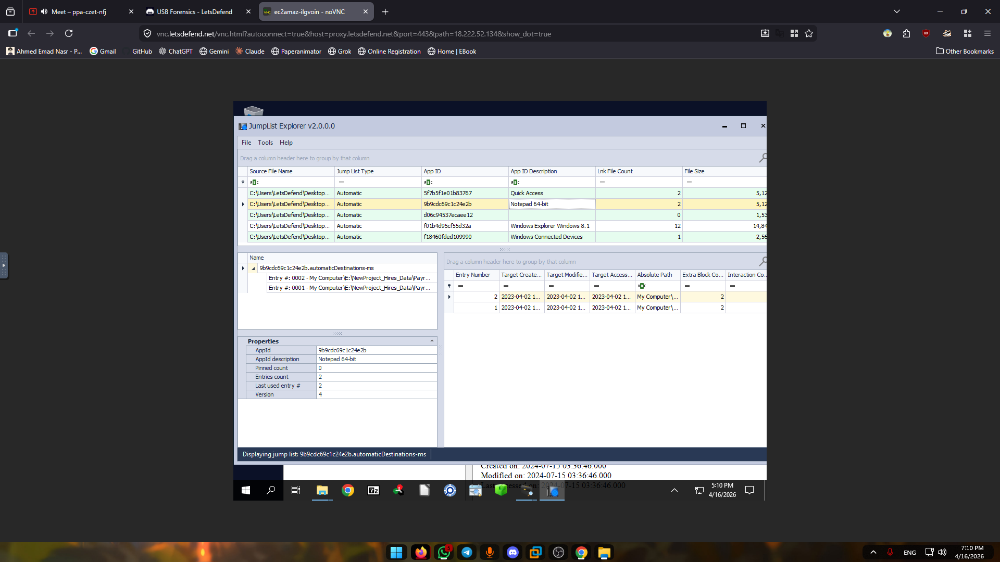 Meet – ppa-czet-nfj
USB Forensics - LetsDefend
ec2amaz-ilgvoin - noVNC
vnc.letsdefend.net/vnc.html?autoconnect=true&host=proxy.letsdefend.net&port=443&path=18.222.52.134&show_dot=true
Ahmed Emad Nasr - P...
Gmail
GitHub
ChatGPT
Gemini
Claude
Paperanimator
Grok
Online Registration
Home | EBook
Other Bookmarks
JumpList Explorer v2.0.0.0
File Tools Help
Drag a column header here to group by that column
Source File Name Jump List Type App ID App ID Description Lnk File Count File Size
C:\Users\LetsDefend\Desktop... Automatic 5f7b5f1e01b83767 Quick Access 2 5,12
C:\Users\LetsDefend\Desktop... Automatic 9b9cdc69c1c24e2b Notepad 64-bit 2 5,12
C:\Users\LetsDefend\Desktop... Automatic d06c94537ecaee12 0 1,53
C:\Users\LetsDefend\Desktop... Automatic f01b4d95cf55d32a Windows Explorer Windows 8.1 12 14,84
C:\Users\LetsDefend\Desktop... Automatic f18460fded109990 Windows Connected Devices 1 2,56
Name
9b9cdc69c1c24e2b.automaticDestinations-ms
Entry #: 0002 - My Computer\E:\NewProject_Hires_Data\Payr...
Entry #: 0001 - My Computer\E:\NewProject_Hires_Data\Payr...
Drag a column header here to group by that column
Entry Number Target Create... Target Modifie... Target Access... Absolute Path Extra Block Co... Interaction Co...
2 2023-04-02 1... 2023-04-02 1... 2023-04-02 1... My Computer\... 2
1 2023-04-02 1... 2023-04-02 1... 2023-04-02 1... My Computer\... 2
Properties
AppId 9b9cdc69c1c24e2b
AppId description Notepad 64-bit
Pinned count 0
Entries count 2
Last used entry # 2
Version 4
Displaying jump list: 9b9cdc69c1c24e2b.automaticDestinations-ms
Created on: 2024-07-15 03:36:46.000
Modified on: 2024-07-15 03:36:46.000
Last accessed on: 2024-07-15 03:36:46.000
5:10 PM
4/16/2026
ENG
7:10 PM
4/16/2026